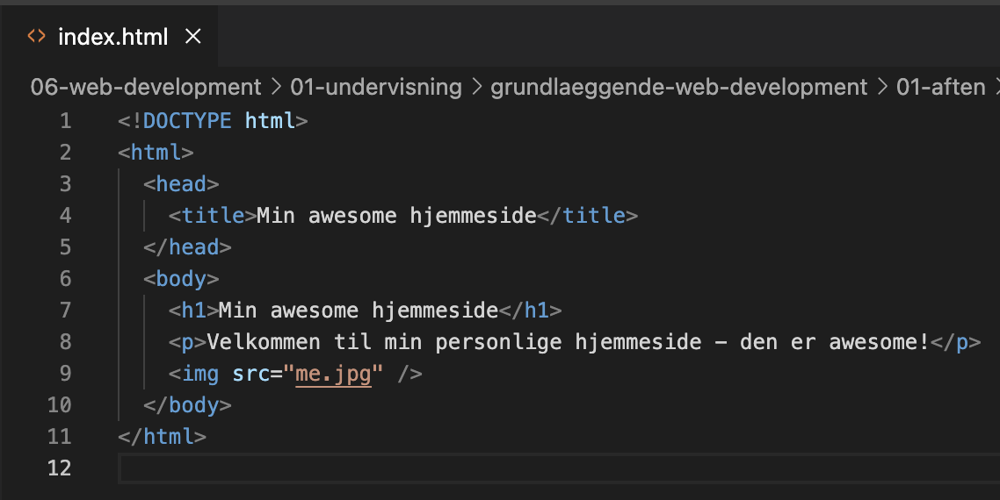 index.html
06-web-development > 01-undervisning > grundlaeggende-web-development > 01-aften >
1 <!DOCTYPE html>
2 <html>
3 <head>
4 <title>Min awesome hjemmeside</title>
5 </head>
6 <body>
7 <h1>Min awesome hjemmeside</h1>
8 <p>Velkommen til min personlige hjemmeside – den er awesome!</p>
9 <img src="me.jpg" />
10 </body>
11 </html>
12